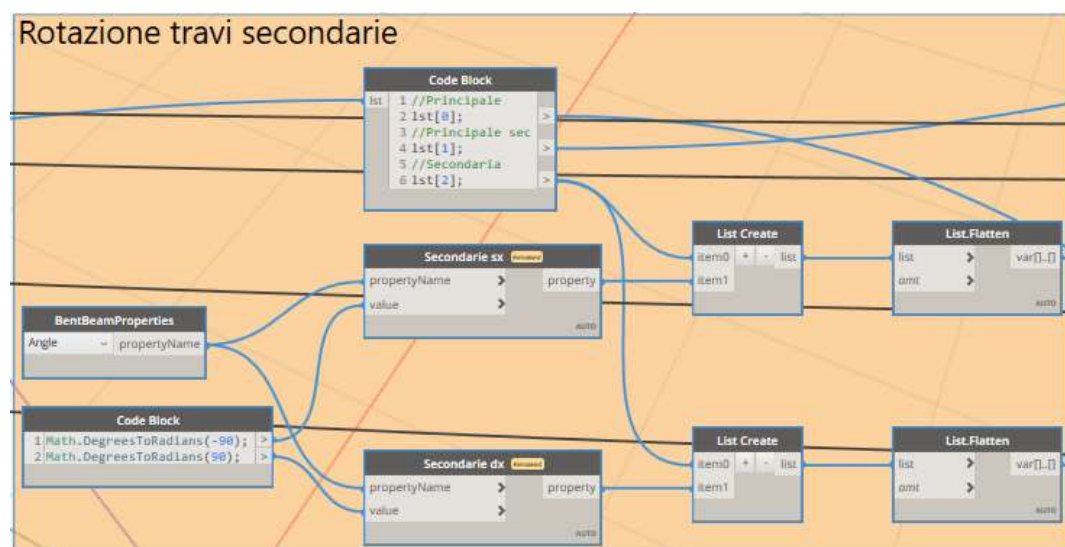 Rotazione travi secondarie
Code Block
lst
1 //Principale
2 lst[0]; >
3 //Principale sec
4 lst[1]; >
5 //Secondaria
6 lst[2]; >
List Create
item0 + - list
item1
List.Flatten
list > var[]..[]
amt >
AUTO
Secondarie sx Renamed
propertyName > property
value >
AUTO
BentBeamProperties
Angle propertyName
Code Block
1 Math.DegreesToRadians(-90); >
2 Math.DegreesToRadians(90); >
List Create
item0 + - list
item1
List.Flatten
list > var[]..[]
amt >
AUTO
Secondarie dx Renamed
propertyName > property
value >
AUTO